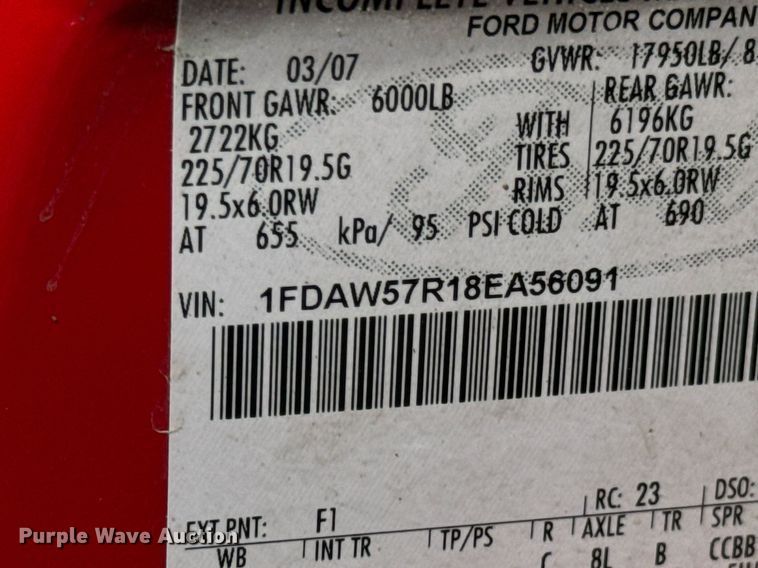 INCOMPLETE VEHICLE
FORD MOTOR COMPAN
DATE: 03/07 GVWR: 17950LB/ 8
FRONT GAWR: 6000LB REAR GAWR:
2722KG WITH 6196KG
225/70R19.5G TIRES 225/70R19.5G
19.5x6.0RW RIMS 19.5x6.0RW
AT 655 kPa/ 95 PSI COLD AT 690
VIN: 1FDAW57R18EA56091
EXT PNT: F1 RC: 23 DSO:
WB INT TR TP/PS R AXLE TR SPR
C 8L B CCBB
Purple Wave Auction